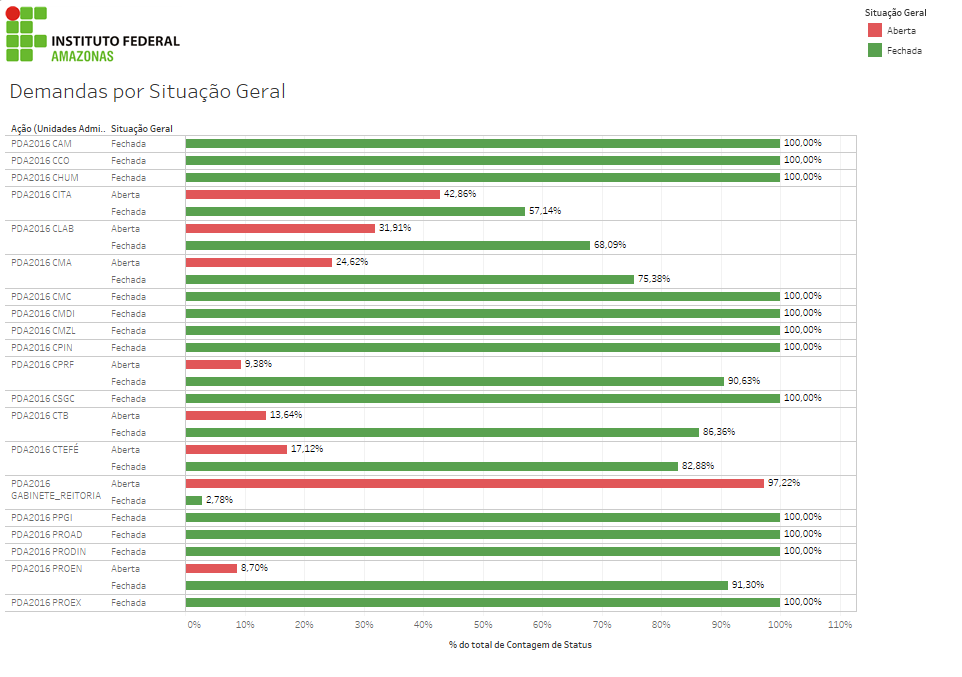 INSTITUTO FEDERAL
AMAZONAS
Situação Geral
Aberta
Fechada
Demandas por Situação Geral
Ação (Unidades Admi.. Situação Geral
PDA2016 CAM Fechada 100,00%
PDA2016 CCO Fechada 100,00%
PDA2016 CHUM Fechada 100,00%
PDA2016 CITA Aberta 42,86%
Fechada 57,14%
PDA2016 CLAB Aberta 31,91%
Fechada 68,09%
PDA2016 CMA Aberta 24,62%
Fechada 75,38%
PDA2016 CMC Fechada 100,00%
PDA2016 CMDI Fechada 100,00%
PDA2016 CMZL Fechada 100,00%
PDA2016 CPIN Fechada 100,00%
PDA2016 CPRF Aberta 9,38%
Fechada 90,63%
PDA2016 CSGC Fechada 100,00%
PDA2016 CTB Aberta 13,64%
Fechada 86,36%
PDA2016 CTEFÉ Aberta 17,12%
Fechada 82,88%
PDA2016 Aberta 97,22%
GABINETE_REITORIA Fechada 2,78%
PDA2016 PPGI Fechada 100,00%
PDA2016 PROAD Fechada 100,00%
PDA2016 PRODIN Fechada 100,00%
PDA2016 PROEN Aberta 8,70%
Fechada 91,30%
PDA2016 PROEX Fechada 100,00%
0% 10% 20% 30% 40% 50% 60% 70% 80% 90% 100% 110%
% do total de Contagem de Status